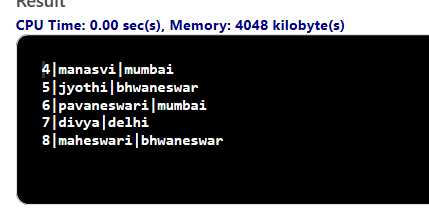 Result
CPU Time: 0.00 sec(s), Memory: 4048 kilobyte(s)
4|manasvi|mumbai
5|jyothi|bhwaneswar
6|pavaneswari|mumbai
7|divya|delhi
8|maheswari|bhwaneswar